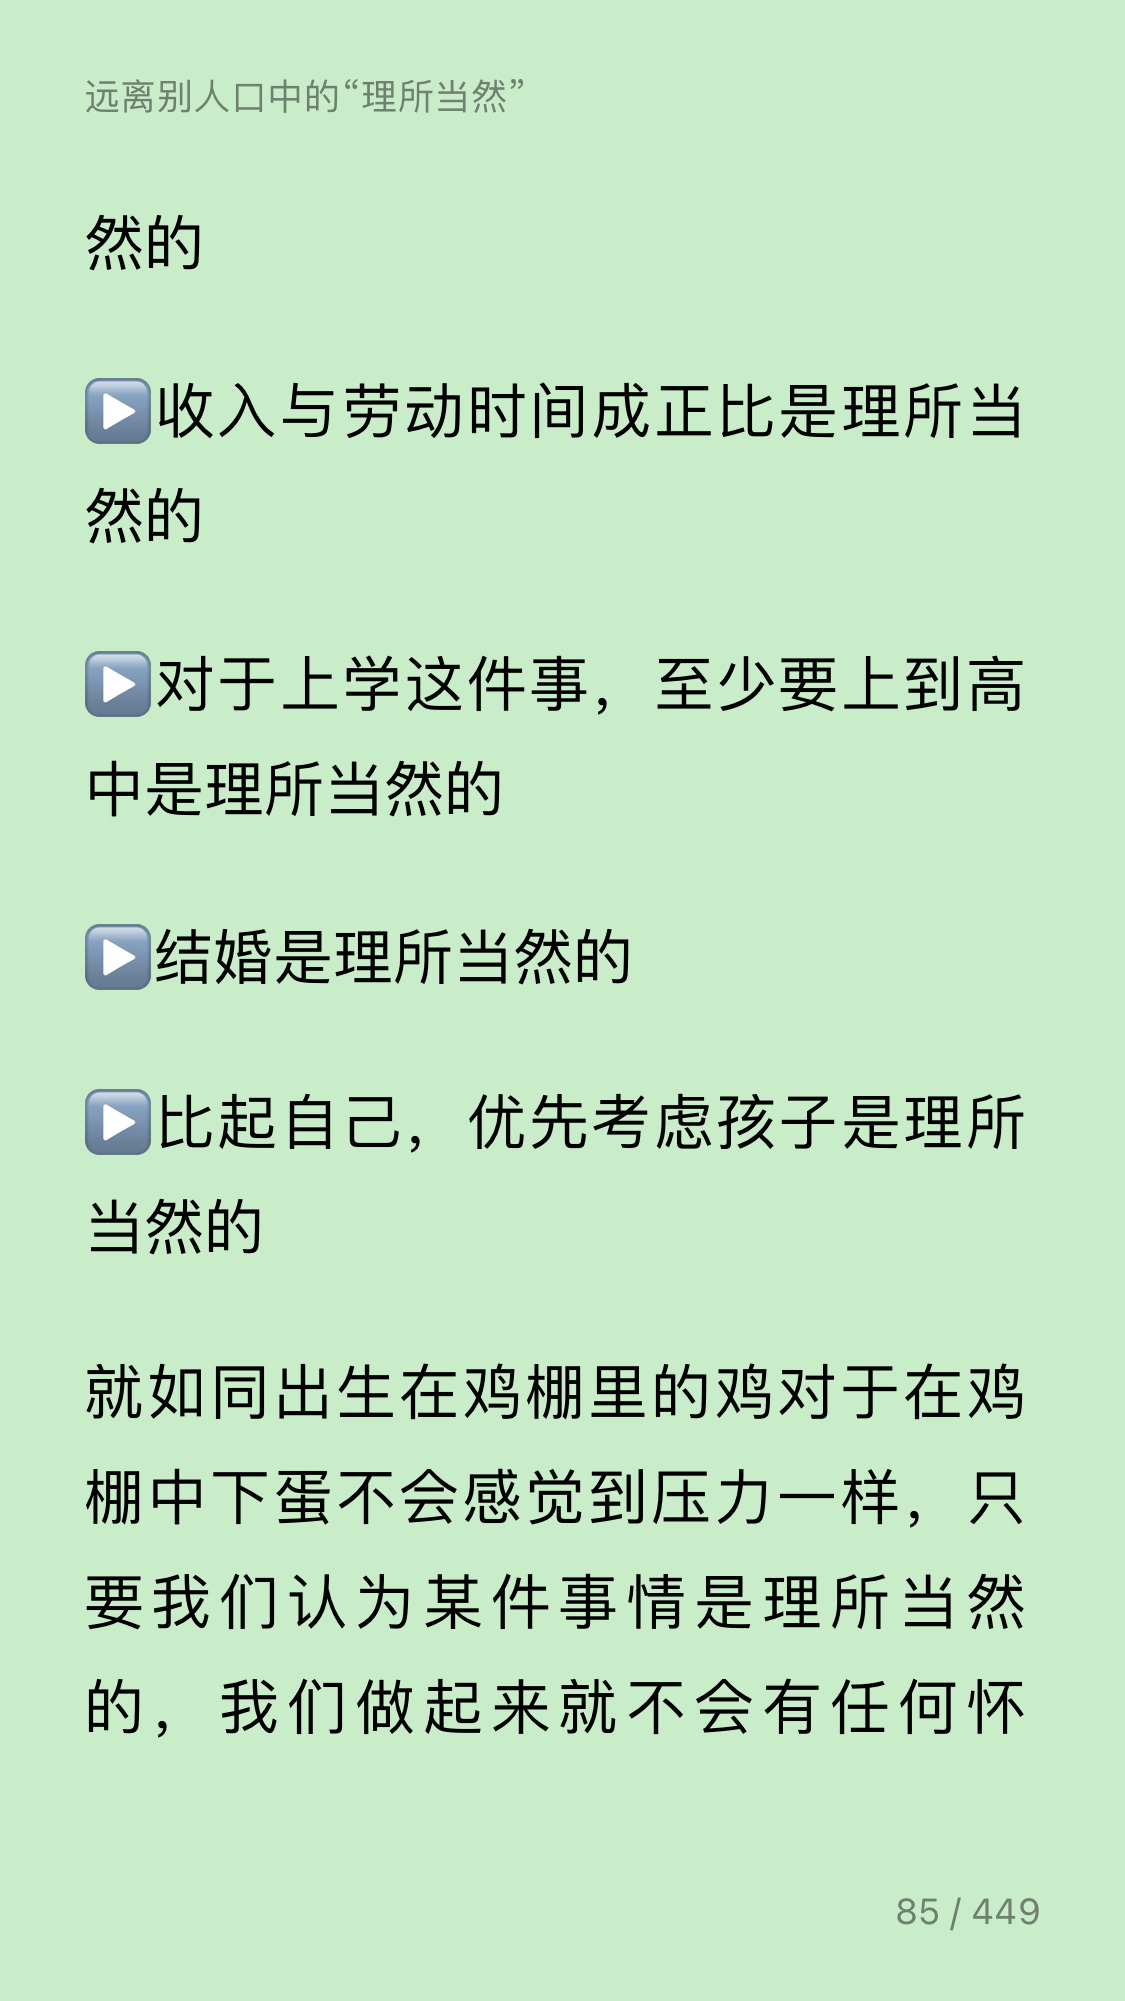 远离别人口中的“理所当然”
然的
▶️收入与劳动时间成正比是理所当
然的
▶️对于上学这件事，至少要上到高
中是理所当然的
▶️结婚是理所当然的
▶️比起自己，优先考虑孩子是理所
当然的
就如同出生在鸡棚里的鸡对于在鸡
棚中下蛋不会感觉到压力一样，只
要我们认为某件事情是理所当然
的，我们做起来就不会有任何怀
85 / 449